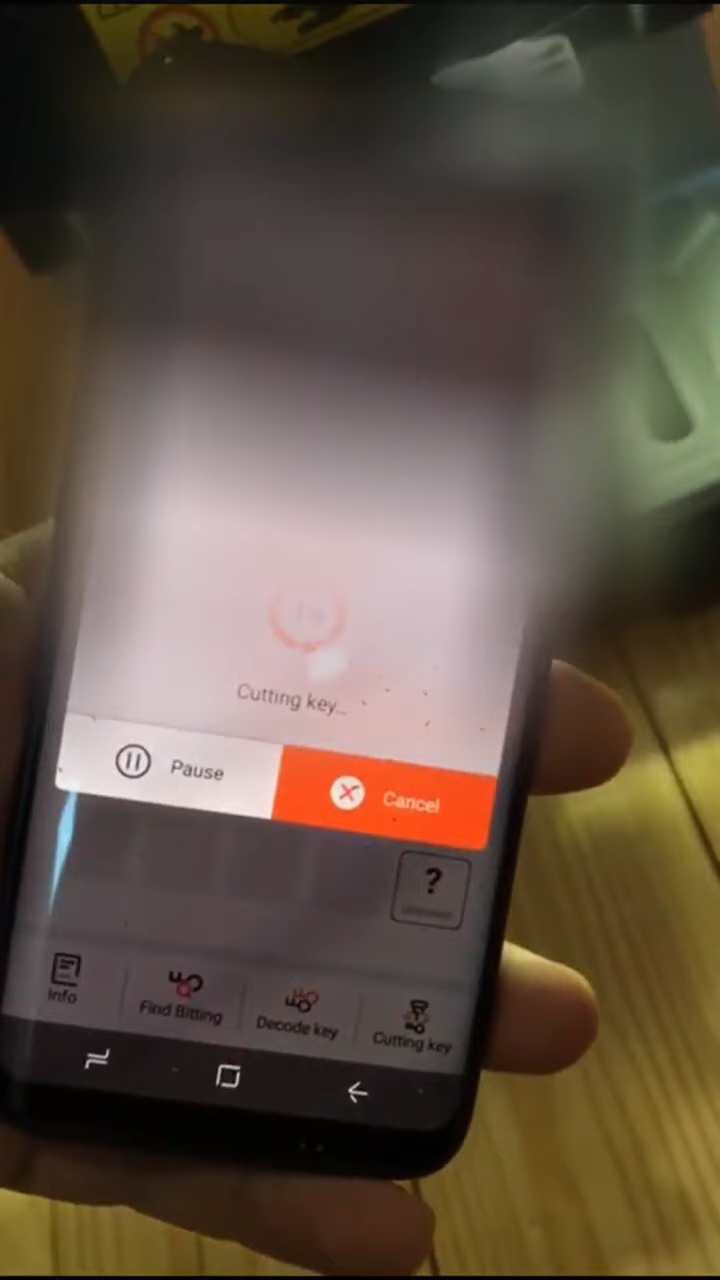 Cutting key...
Pause
Cancel
?
Info
Find Bitting
Decode key
Cutting key